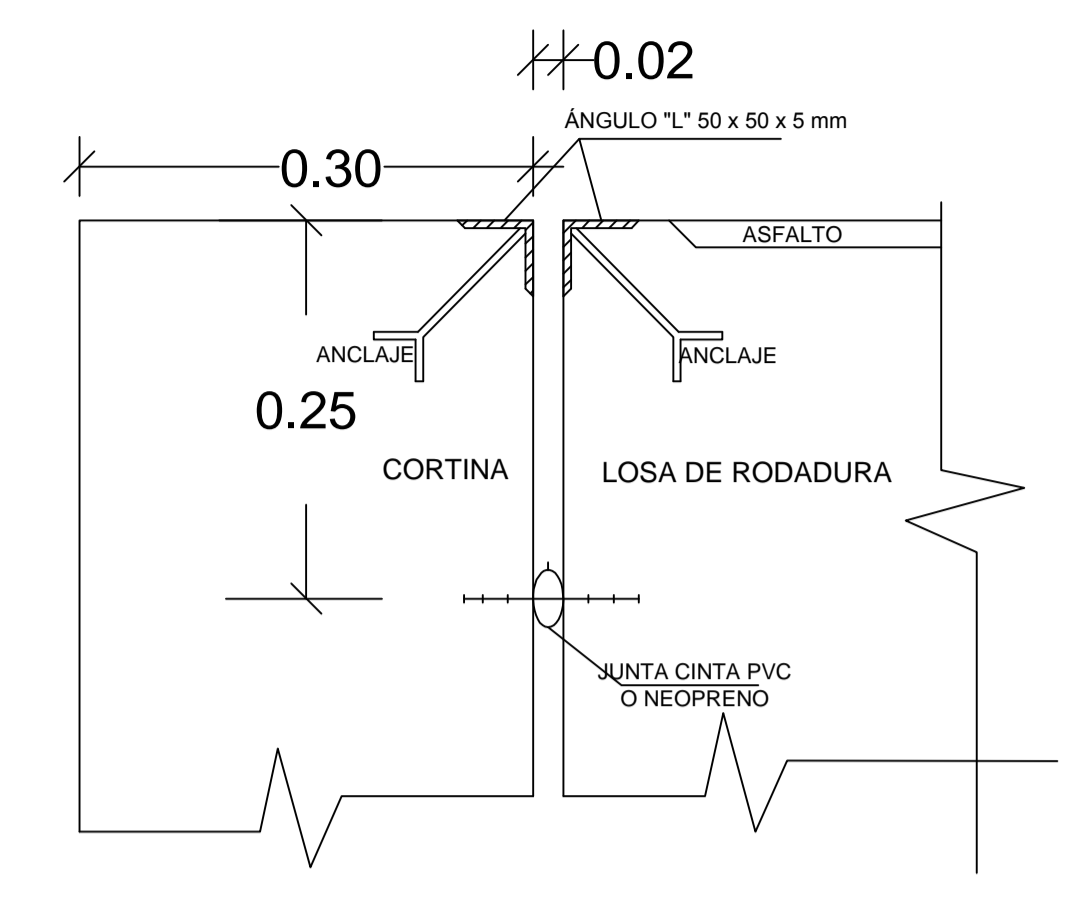 0.02
ÁNGULO "L" 50 x 50 x 5 mm
0.30
ASFALTO
ANCLAJE
ANCLAJE
0.25
CORTINA
LOSA DE RODADURA
JUNTA CINTA PVC
O NEOPRENO